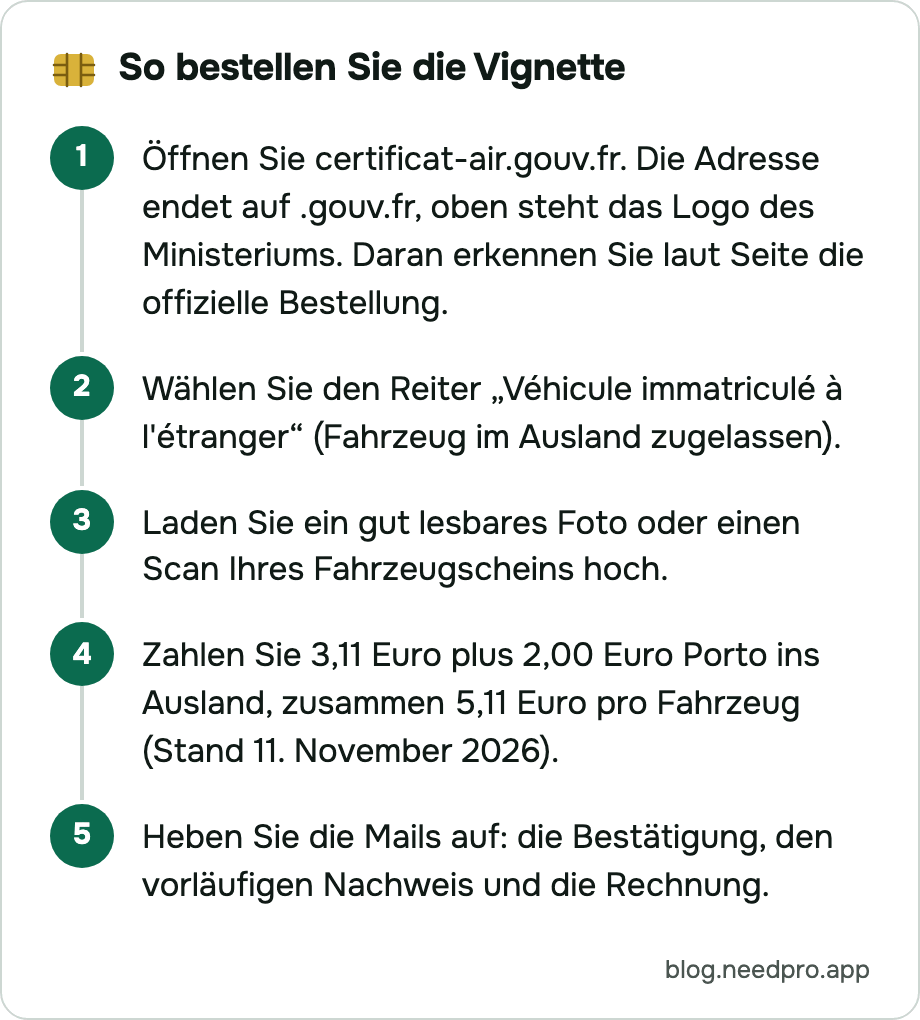 So bestellen Sie die Vignette
1
Öffnen Sie certificat-air.gouv.fr. Die Adresse
endet auf .gouv.fr, oben steht das Logo des
Ministeriums. Daran erkennen Sie laut Seite die
offizielle Bestellung.
2
Wählen Sie den Reiter „Véhicule immatriculé à
l'étranger“ (Fahrzeug im Ausland zugelassen).
3
Laden Sie ein gut lesbares Foto oder einen
Scan Ihres Fahrzeugscheins hoch.
4
Zahlen Sie 3,11 Euro plus 2,00 Euro Porto ins
Ausland, zusammen 5,11 Euro pro Fahrzeug
(Stand 11. November 2026).
5
Heben Sie die Mails auf: die Bestätigung, den
vorläufigen Nachweis und die Rechnung.
blog.needpro.app